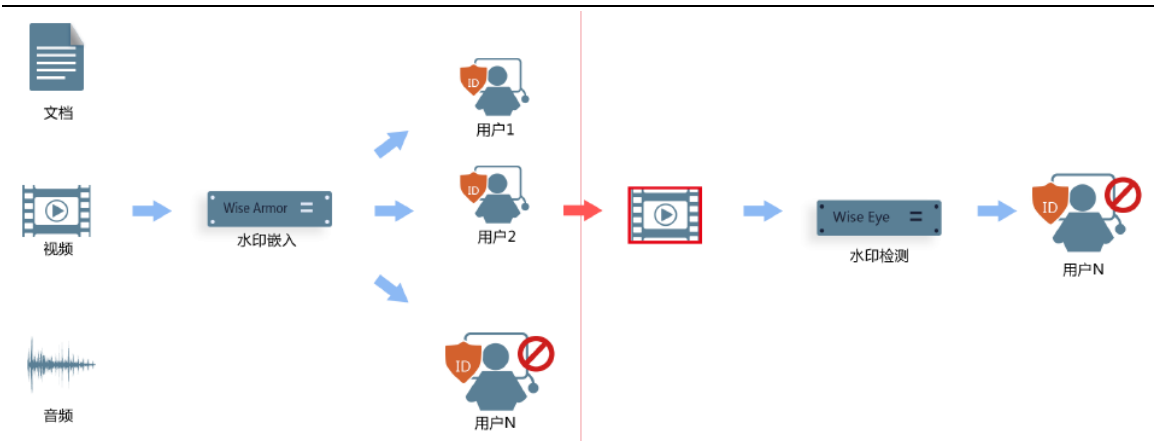 文档
视频
音频
Wise Armor
水印嵌入
ID
用户1
ID
用户2
ID
用户N
Wise Eye
水印检测
ID
用户N